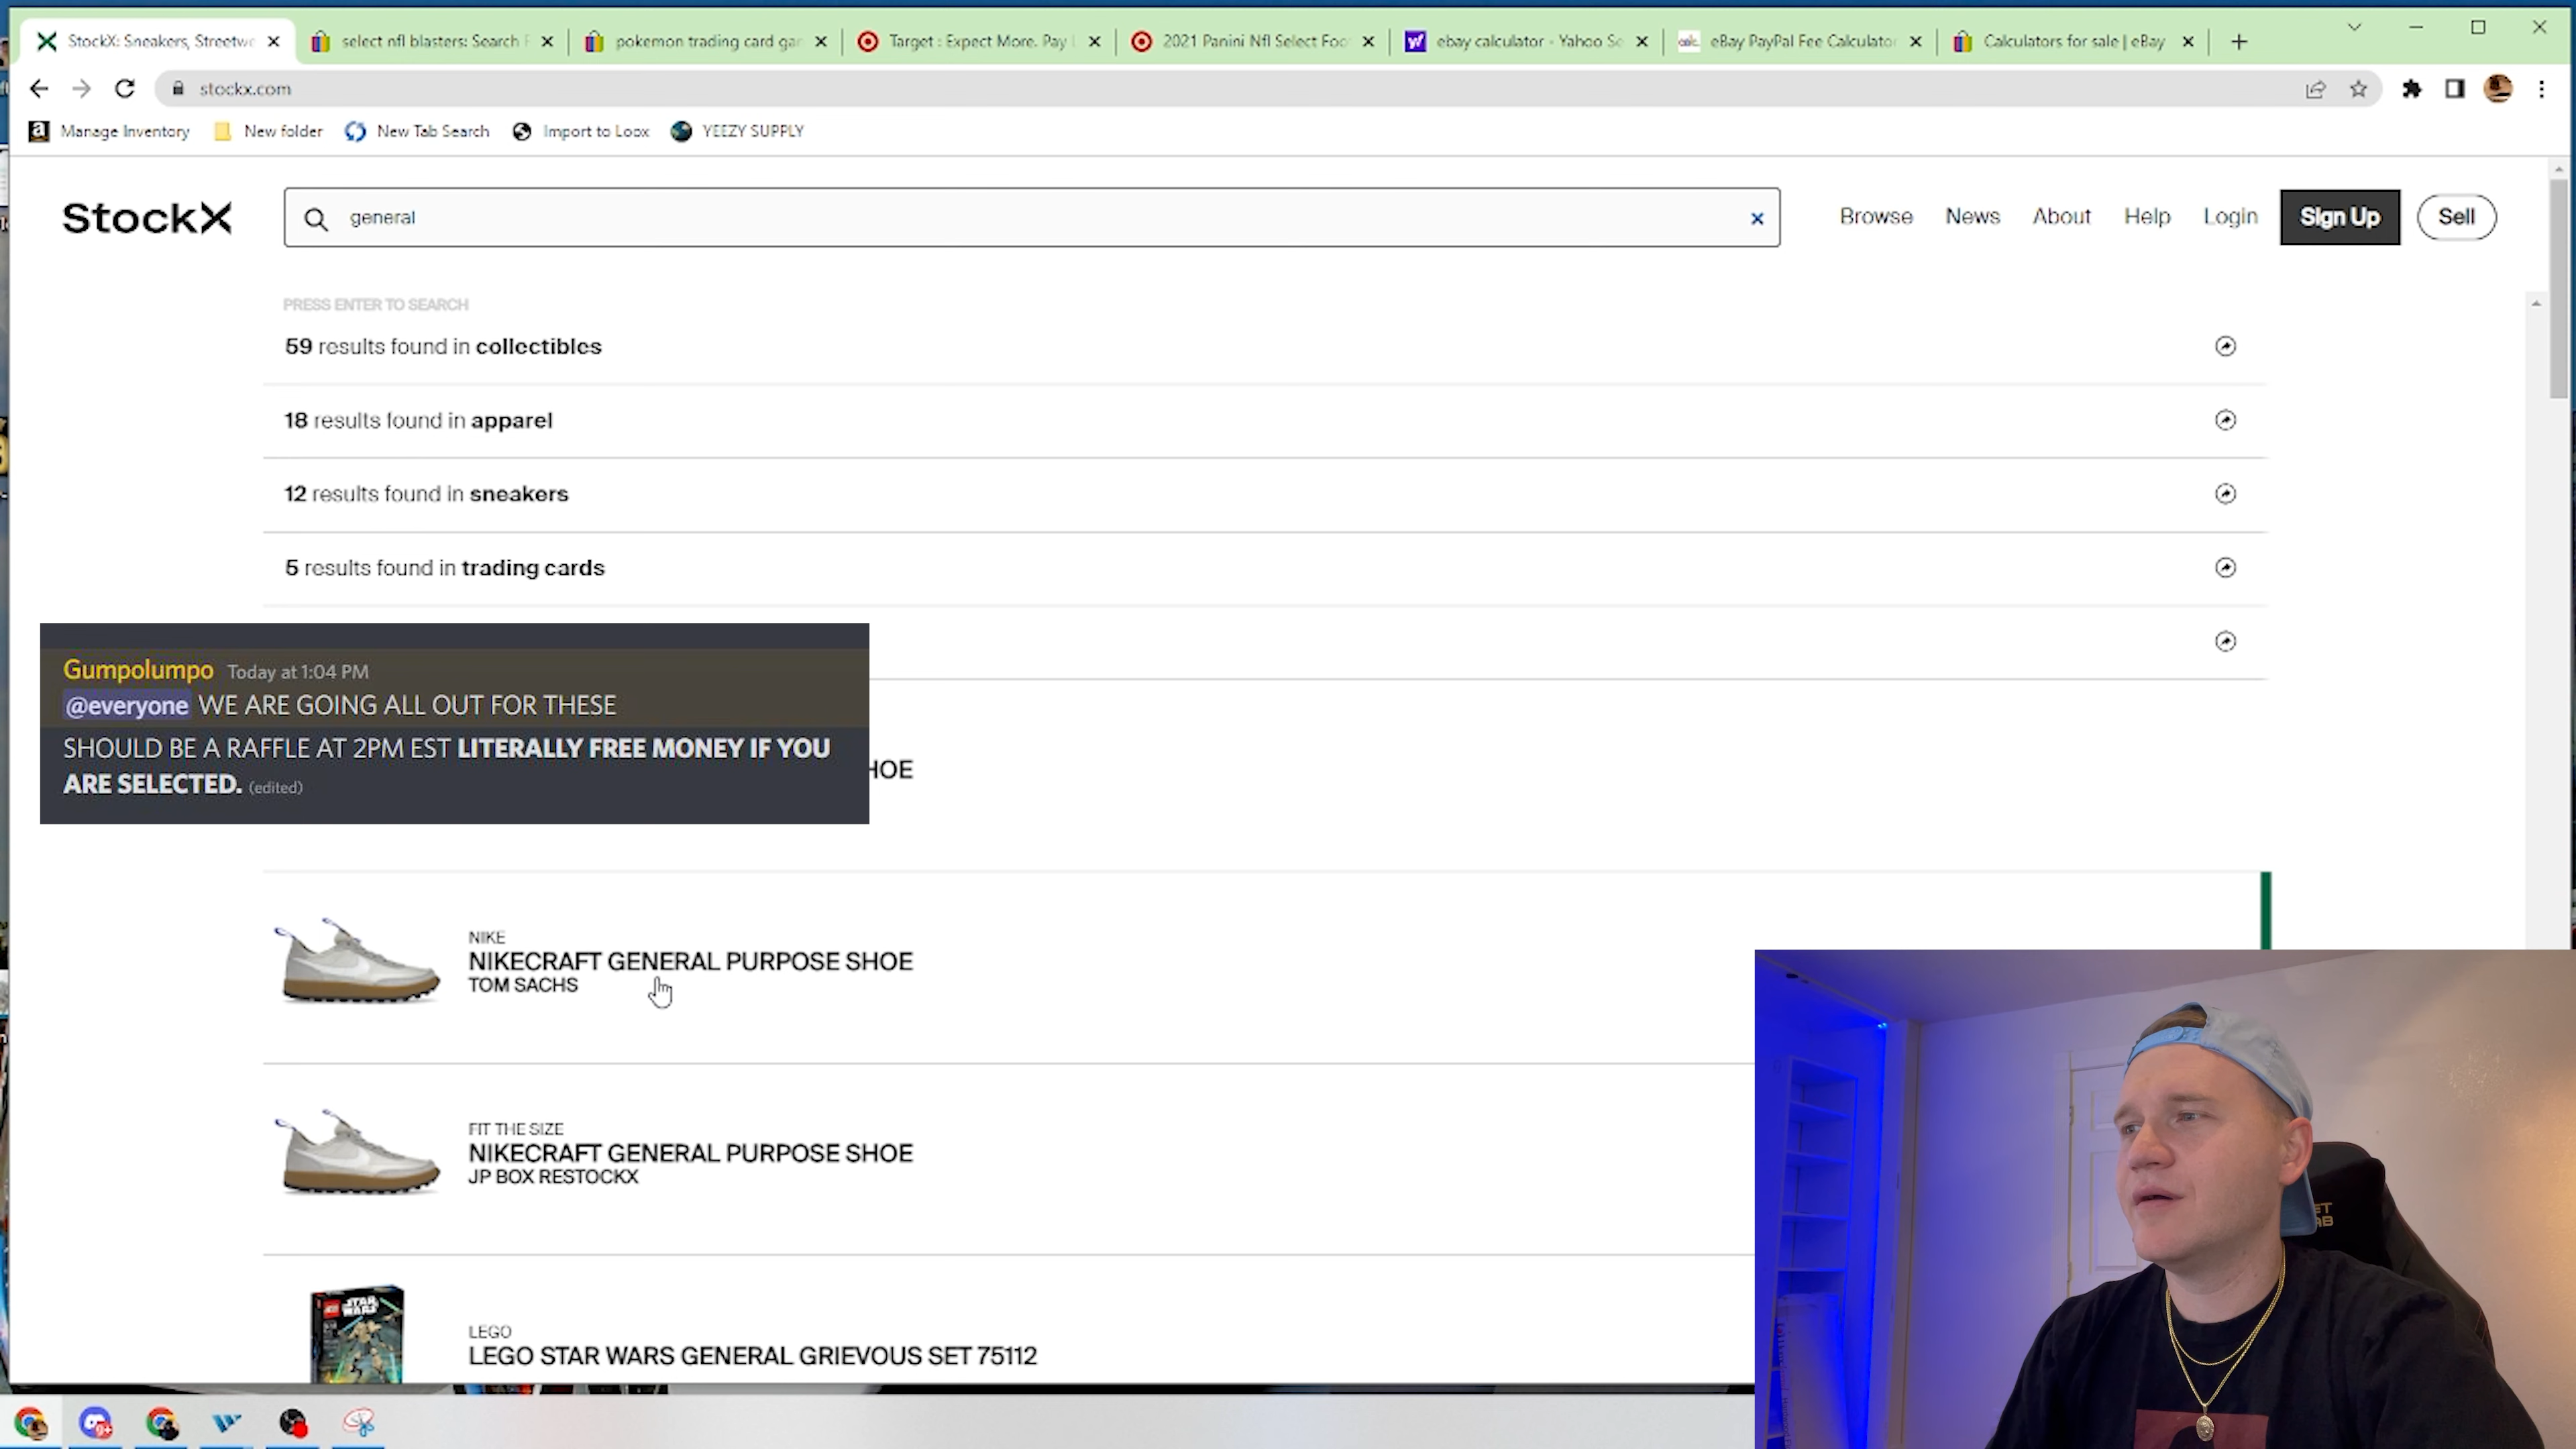 StockX: Sneakers, Streetwe
select nfl blasters: Search
pokemon trading card ga
Target : Expect More. Pay
2021 Panini Nfl Select Foo
ebay calculator - Yahoo Se
eBay PayPal Fee Calculator
Calculators for sale | eBay
stockx.com
Manage Inventory
New folder
New Tab Search
Import to Loox
YEEZY SUPPLY
StockX
general
Browse
News
About
Help
Login
Sign Up
Sell
PRESS ENTER TO SEARCH
59 results found in collectibles
18 results found in apparel
12 results found in sneakers
5 results found in trading cards
Gumpolumpo Today at 1:04 PM
@everyone WE ARE GOING ALL OUT FOR THESE
SHOULD BE A RAFFLE AT 2PM EST LITERALLY FREE MONEY IF YOU
ARE SELECTED. (edited)
HOE
NIKE
NIKECRAFT GENERAL PURPOSE SHOE
TOM SACHS
FIT THE SIZE
NIKECRAFT GENERAL PURPOSE SHOE
JP BOX RESTOCKX
STAR
WARS
LEGO
LEGO STAR WARS GENERAL GRIEVOUS SET 75112